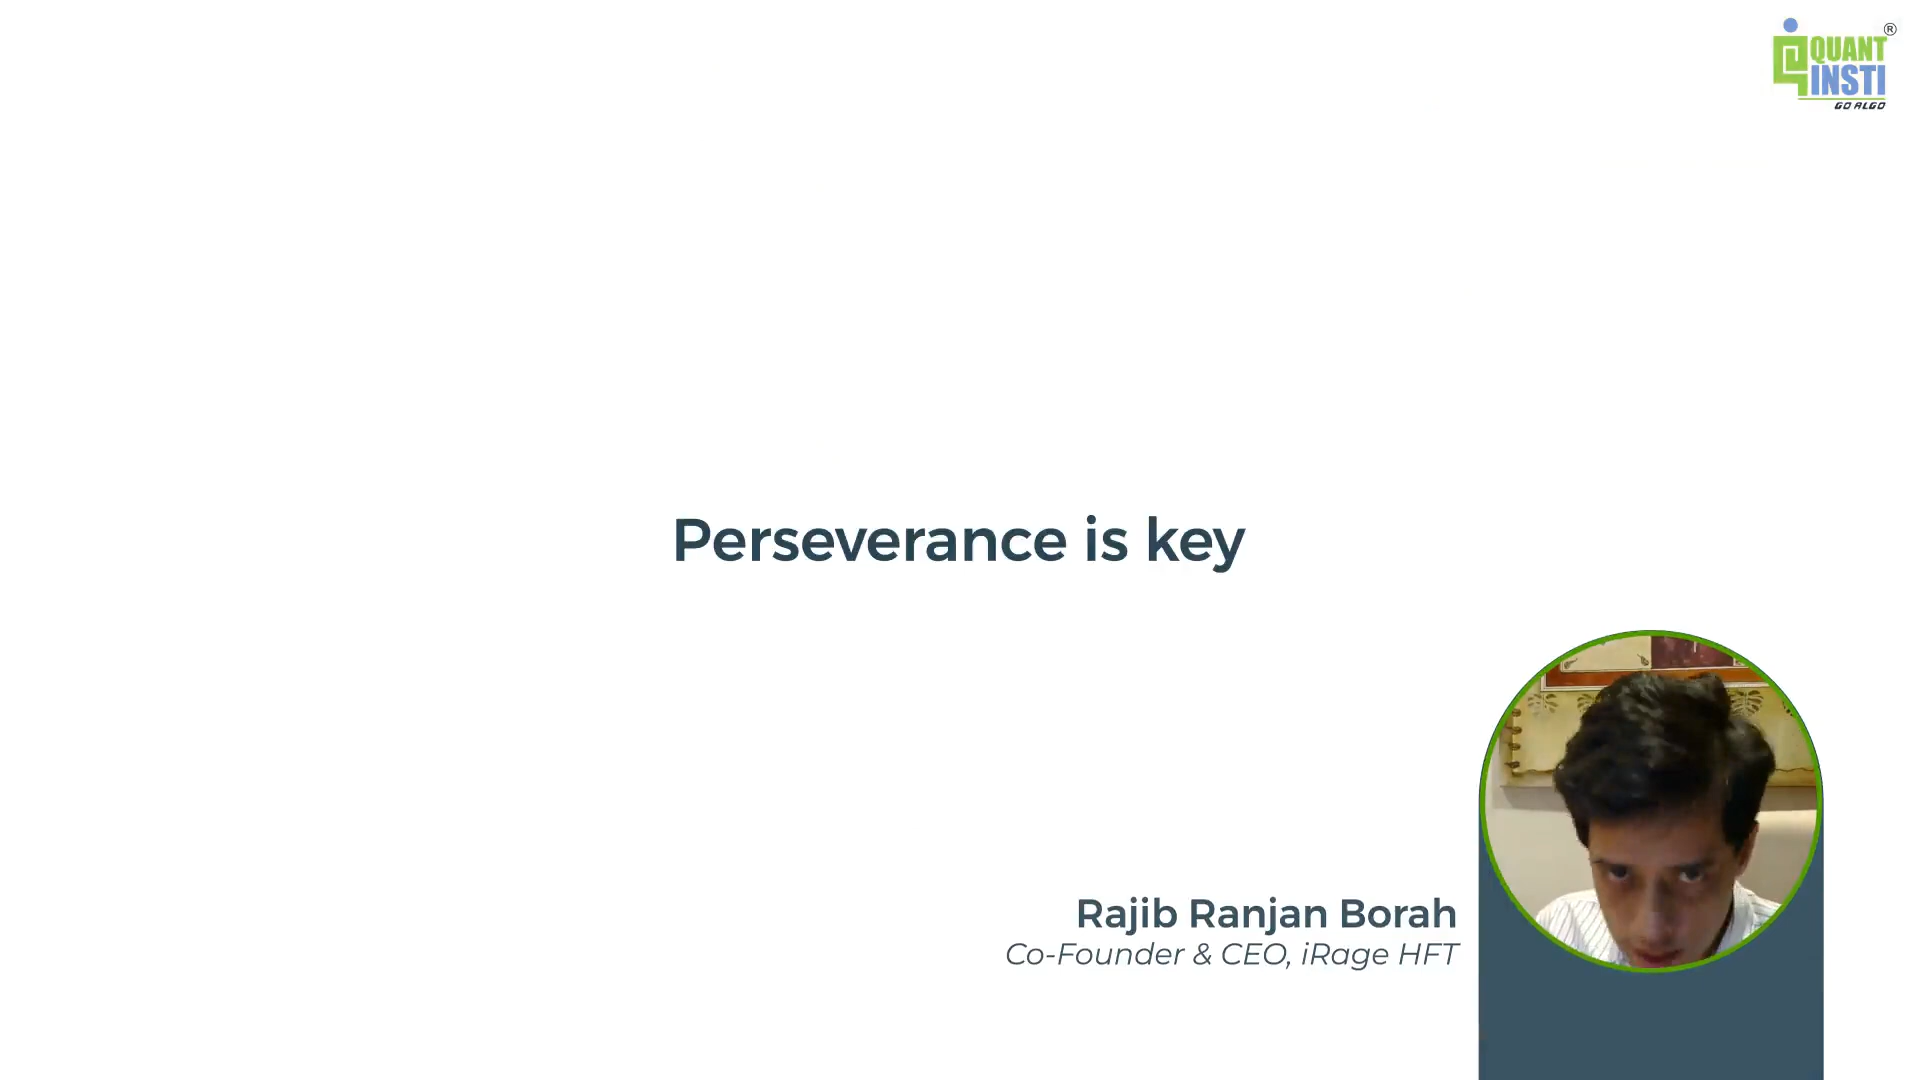 QUANT
INSTI
®
GO ALGO
Perseverance is key
Rajib Ranjan Borah
Co-Founder & CEO, iRage HFT